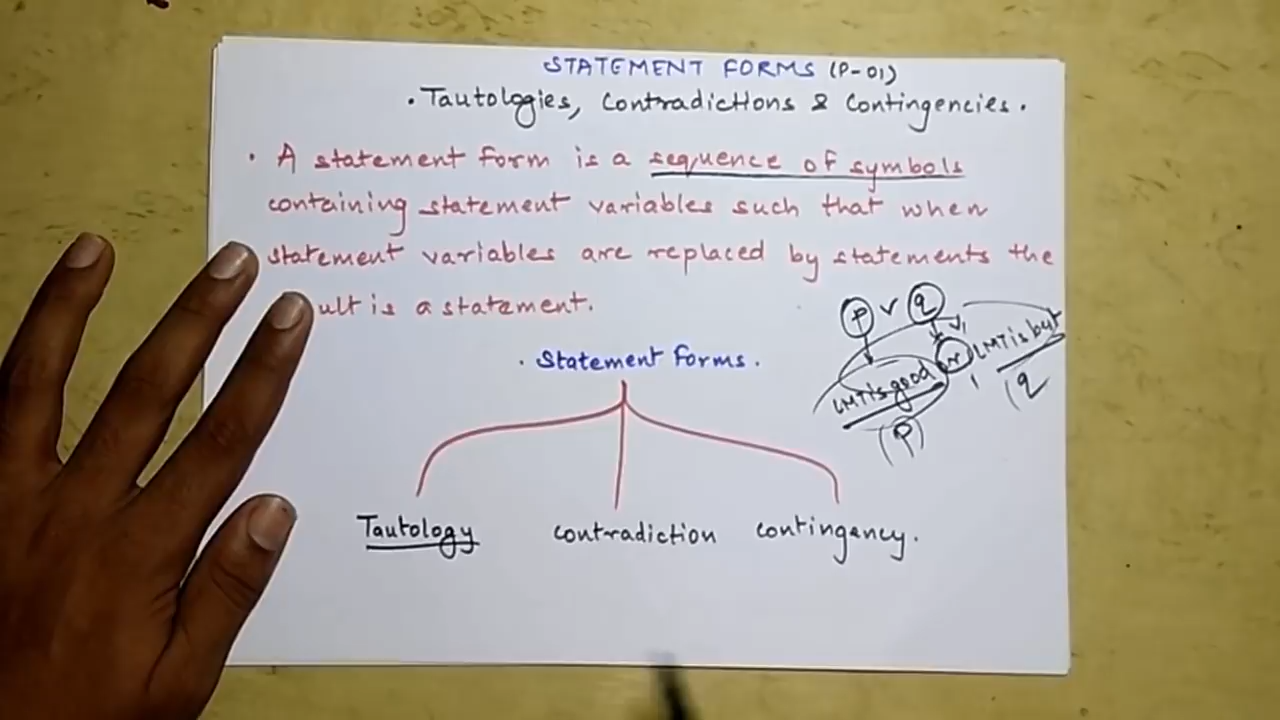 STATEMENT FORMS (P-01)
. Tautologies, Contradictions & Contingencies.
. A statement form is a sequence of symbols
containing statement variables such that when
statement variables are replaced by statements the
ult is a statement.
p v q
LMT is good or LMT is
(p)
(q
. Statement forms.
Tautology contradiction contingency.